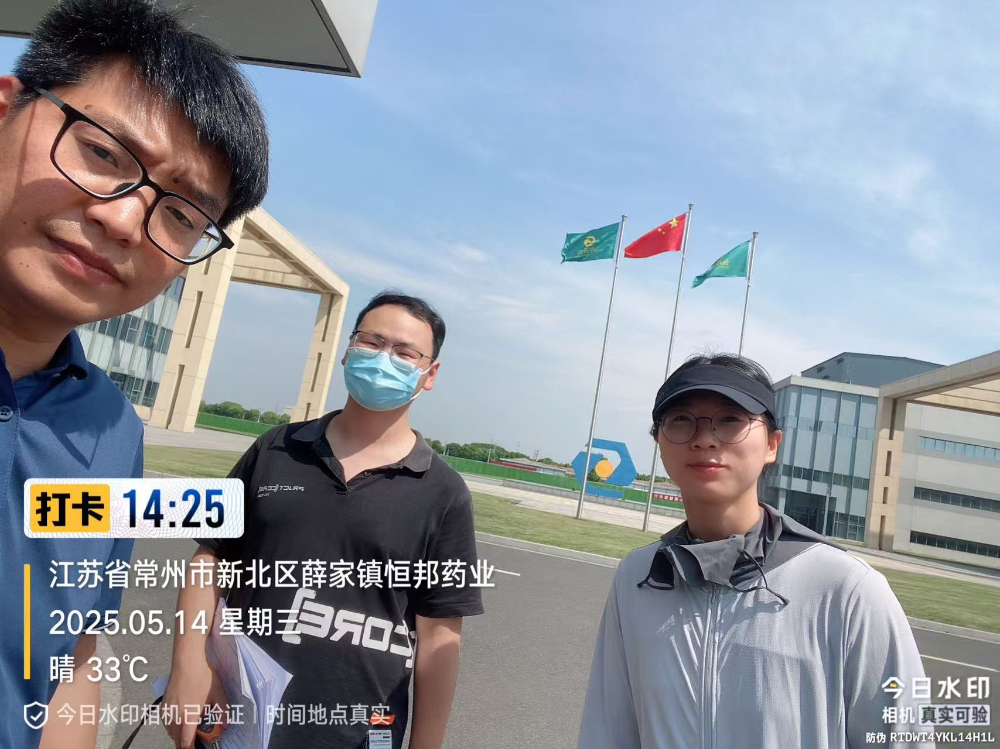 打卡 14:25
江苏省常州市新北区薛家镇恒邦药业
2025.05.14 星期三
晴 33℃
今日水印相机已验证 | 时间地点真实
今日水印
相机 真实可验
防伪 RTDWT4YKL14H1L